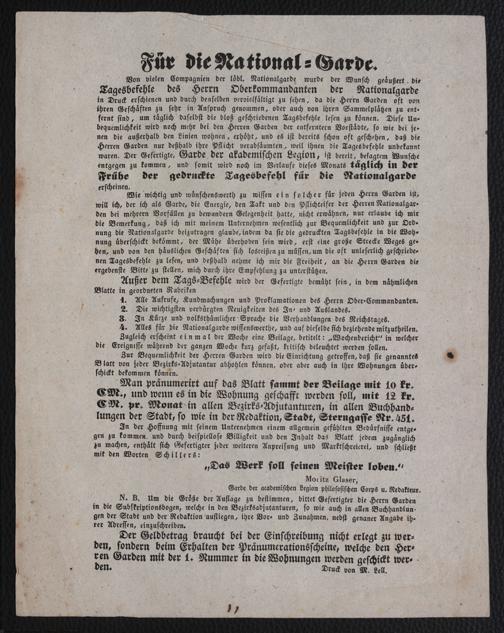 Für die National-Garde.
Von vielen Compagnien der löbl. Nationalgarde wurde der Wunsch geäußert die
Tagesbefehle des Herrn Oberkommandanten der Nationalgarde
in Druck erschienen und durch denselben vervielfältigt zu sehen, da die Herren Garden oft von
ihren Geschäften zu sehr in Anspruch genommen, oder auch von ihren Sammelpläzen zu ent-
fernt sind, um täglich daselbst die bloß geschriebenen Tagsbefehle lesen zu können. Diese Un-
bequemlichkeit wird noch mehr bei den Herren Garden der entfernten Vorstädte, so wie bei je-
nen die außerhalb den Linien wohnen, erhöht, und es ist bereits schon oft geschehen, daß die
Herren Garden nur deßhalb ihre Pflicht verabsäumten, weil ihnen die Tagsbefehle unbekannt
waren. Der Gefertigte, Garde der akademischen Legion, ist bereit, besagtem Wunsche
entgegen zu kommen, und somit wird noch im Verlaufe dieses Monats täglich in der
Frühe der gedruckte Tagesbefehl für die Nationalgarde
erscheinen.
Wie wichtig und wünschenswerth zu wissen ein solcher für jeden Herren Garden ist,
will ich, der ich als Garde, die Energie, den Takt und den Pflichteifer der Herren Nationalgar-
den bei mehreren Vorfällen zu bewundern Gelegenheit hatte, nicht erwähnen, nur erlaube ich mir
die Bemerkung, daß ich mit meinem Unternehmen wesentlich zur Bequemlichkeit und zur Ord-
nung die Nationalgarde beizutragen glaube, indem da sie die gedruckten Tagsbefehle in die Woh-
nung überschickt bekömmt, der Mühe überhoben sein wird, erst eine große Strecke Weges ge-
hen, und von den häuslichen Geschäften sich losreißen zu müssen, um die oft unleserlich geschriebe-
nen Tagesbefehle zu lesen, und deßhalb nehme ich mir die Freiheit, an die Herren Garden die
ergebenste Bitte zu stellen, mich durch ihre Empfehlung zu unterstüßen.
Außer dem Tags-Befehle wird der Gefertigte bemüht sein, in dem nähmlichen
Blatte in geordneten Rubriken
1. Alle Aufrufe, Kundmachungen und Proklamationen des Herrn Ober-Commandanten.
2. Die wichtigsten verbürgten Neuigkeiten des In- und Auslandes.
3. In Kürze und volksthümlicher Sprache die Verhandlungen des Reichstages.
4. Alles für die Nationalgarde wissenswerthe, und auf dieselbe sich beziehende mitzutheilen.
Zugleich erscheint einmal der Woche eine Beilage, betitelt: „Wochenbericht" in welcher
die Ereignisse während der ganzen Woche kurz gefaßt, kritisch beleuchtet werden sollen.
Zur Bequemlichkeit der Herren Garden wird die Einrichtung getroffen, daß sie genanntes
Blatt von jeder Bezirks-Adjutantur abhohlen können, oder aber auch in ihre Wohnungen über-
schickt bekommen können.
Man pränumerirt auf das Blatt sammt der Beilage mit 10 kr.
CM., und wenn es in die Wohnung geschafft werden soll, mit 12 kr.
CM. pr. Monat in allen Bezirks-Adjutanturen, in allen Buchhand-
lungen der Stadt, so wie in der Redaktion, Stadt, Sterngasse Nr. 451.
In der Hoffnung mit seinem Unternehmen einem allgemein gefühlten Bedürfnisse entge-
gen zu kommen, und durch beispiellose Billigkeit und den Inhalt das Blatt jedem zugänglich
zu machen, enthält sich Gefertigter jeder weiteren Anpreisung und Marktschreierei, und schließt
mit den Worten Schillers:
„Das Werk soll seinen Meister loben."
Moritz Glaser,
Garde der academischen Legion philosofischen Corps u. Redakteur.
N. B. Um die Größe der Auflage zu bestimmen, bittet Gefertigter die Herren Garden
in die Subskriptionsbogen, welche in den Bezirksadjutanturen, so wie auch in allen Buchhandlun-
gen der Stadt und der Redaktion aufliegen, ihre Vor- und Zunahmen, nebst genauer Angabe ih-
rer Adressen, einzuschreiben.
Der Geldbetrag braucht bei der Einschreibung nicht erlegt zu wer-
den, sondern beim Erhalten der Pränumerationsscheine, welche den Her-
ren Garden mit der 1. Nummer in die Wohnungen werden geschickt wer-
den.
Druck von M. Lell.